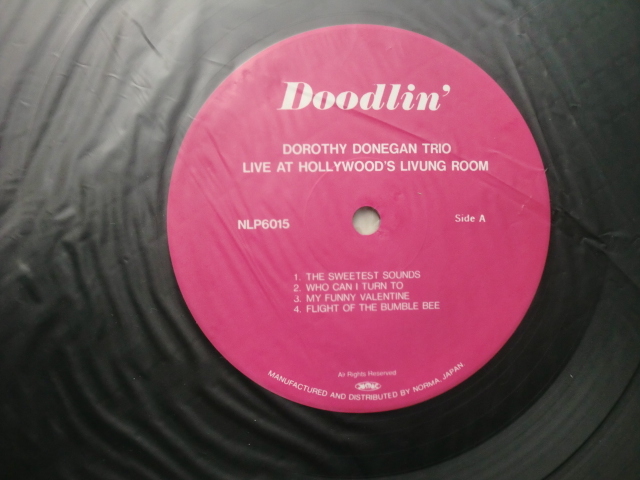 Doodlin'
DOROTHY DONEGAN TRIO
LIVE AT HOLLYWOOD'S LIVUNG ROOM
NLP6015
Side A
1. THE SWEETEST SOUNDS
2. WHO CAN I TURN TO
3. MY FUNNY VALENTINE
4. FLIGHT OF THE BUMBLE BEE
All Rights Reserved
MANUFACTURED AND DISTRIBUTED BY NORMA. JAPAN.